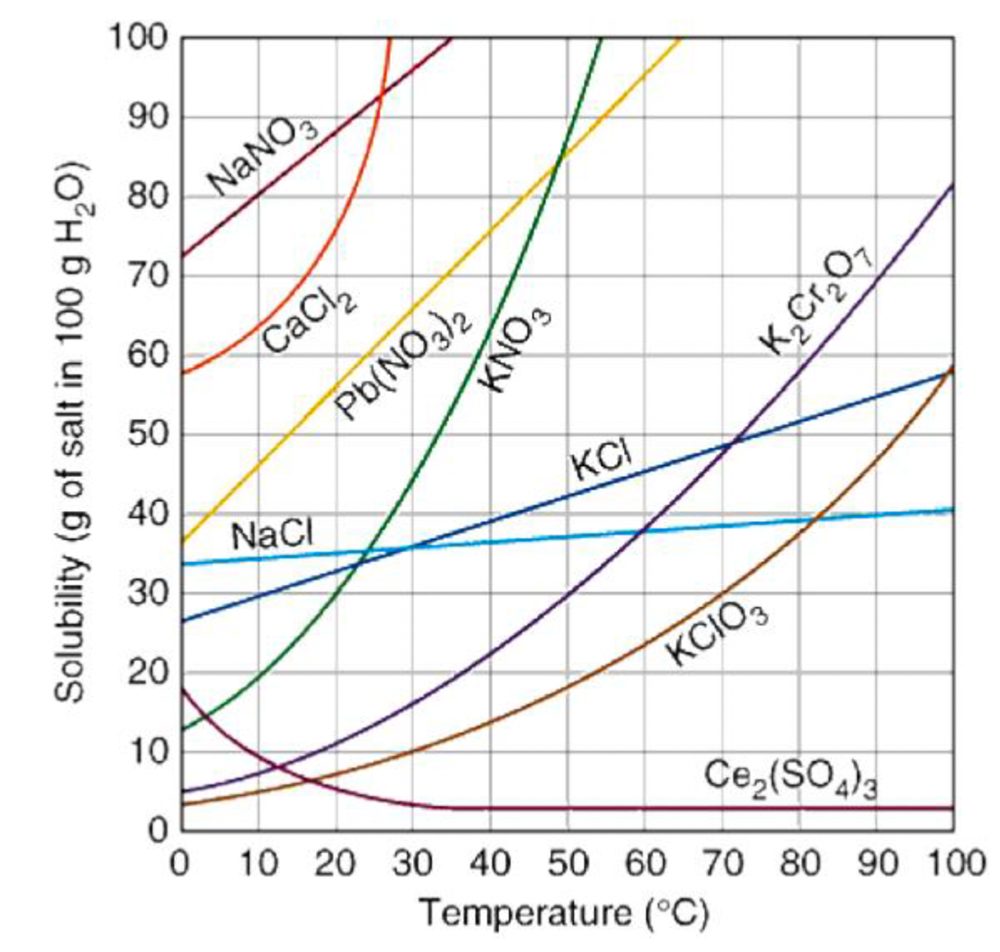 100
90
80
70
60
50
40
30
20
10
0
Solubility (g of salt in 100 g H₂O)
NaNO₃
CaCl₂
Pb(NO₃)₂
KNO₃
K₂Cr₂O₇
KCl
NaCl
KClO₃
Ce₂(SO₄)₃
0 10 20 30 40 50 60 70 80 90 100
Temperature (°C)